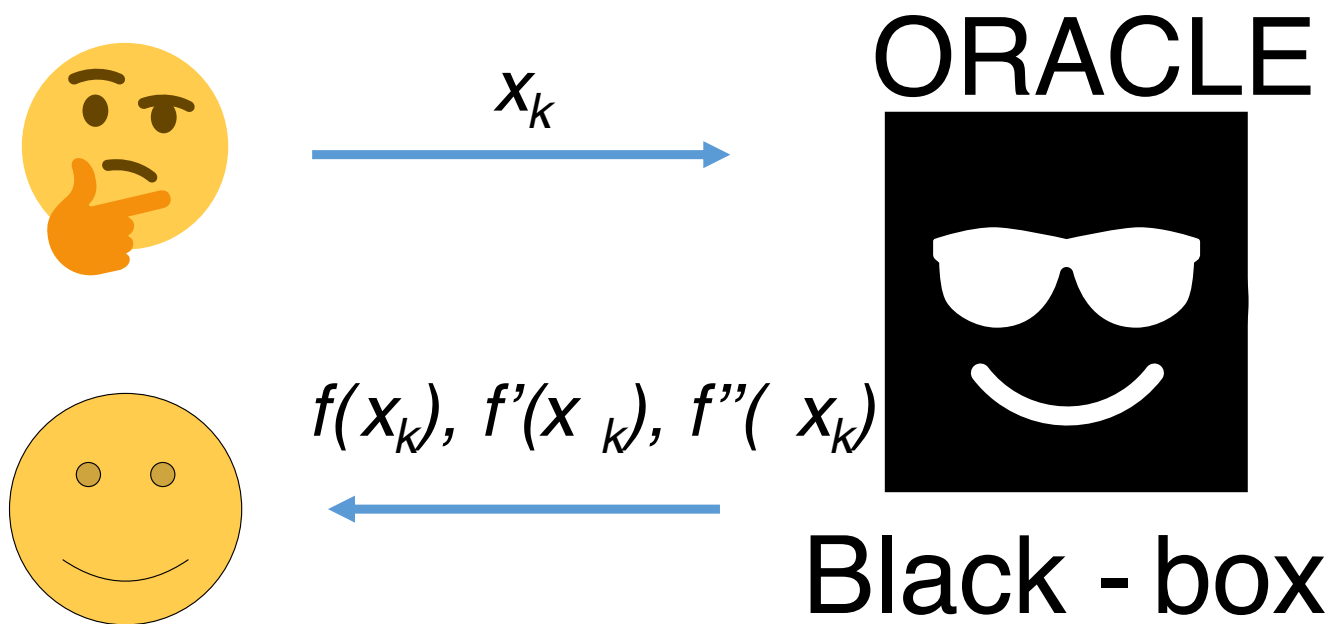 ORACLE
x_k
f(x_k), f’(x_k), f’’(x_k)
Black - box